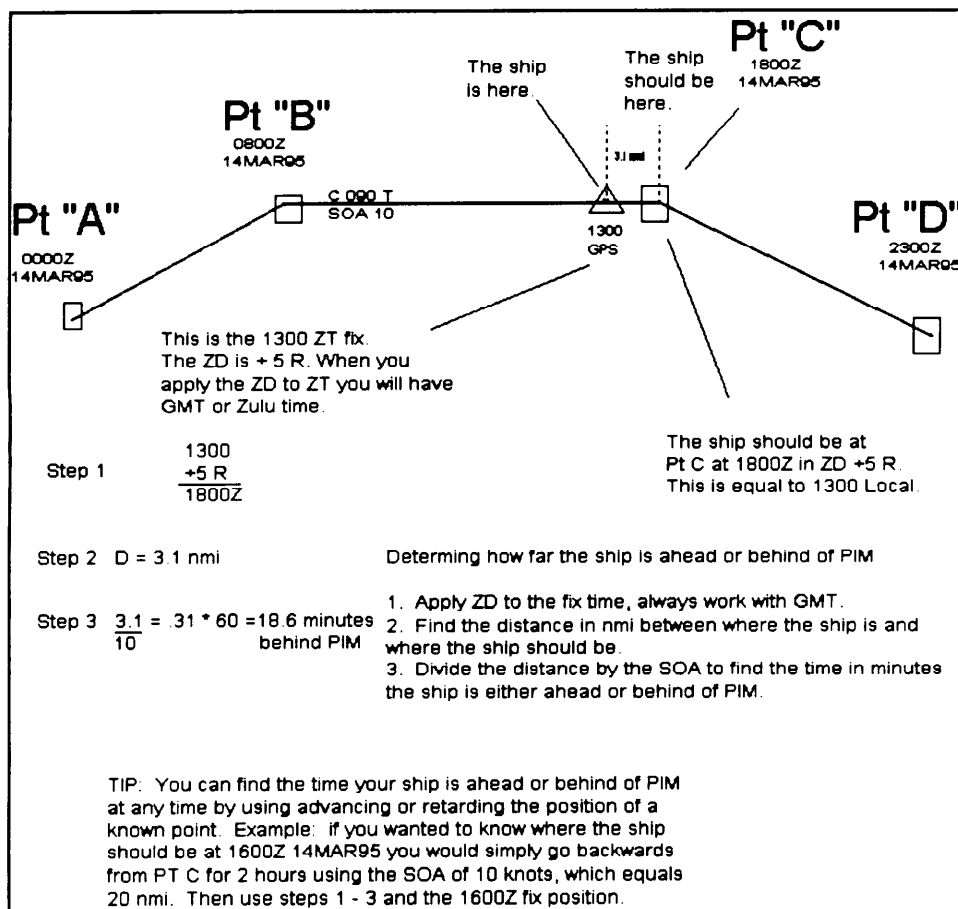 Pt "C"
1800Z
14MAR95
The ship
is here.
The ship
should be
here.
Pt "B"
0800Z
14MAR95
3.1 nmi
C 090 T
SOA 10
Pt "A"
0000Z
14MAR95
Pt "D"
2300Z
14MAR95
1300
GPS
This is the 1300 ZT fix.
The ZD is + 5 R. When you
apply the ZD to ZT you will have
GMT or Zulu time.
The ship should be at
Pt C at 1800Z in ZD +5 R.
This is equal to 1300 Local.
Step 1
1300
+5 R
1800Z
Step 2 D = 3.1 nmi
Determing how far the ship is ahead or behind of PIM
Step 3 3.1 = .31 * 60 =18.6 minutes
10 behind PIM
1. Apply ZD to the fix time, always work with GMT.
2. Find the distance in nmi between where the ship is and
where the ship should be.
3. Divide the distance by the SOA to find the time in minutes
the ship is either ahead or behind of PIM.
TIP: You can find the time your ship is ahead or behind of PIM
at any time by using advancing or retarding the position of a
known point. Example: if you wanted to know where the ship
should be at 1600Z 14MAR95 you would simply go backwards
from PT C for 2 hours using the SOA of 10 knots, which equals
20 nmi. Then use steps 1 - 3 and the 1600Z fix position.